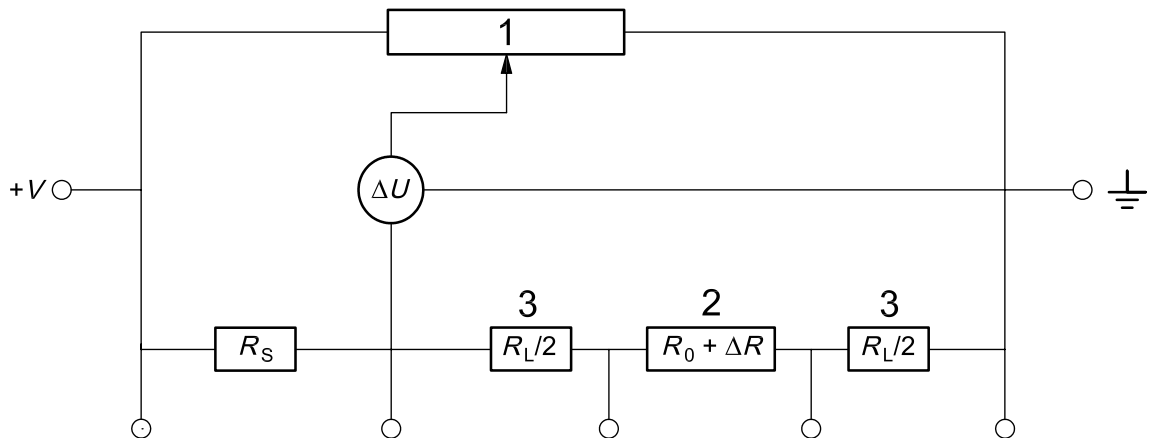 1
+V
ΔU
3
2
3
R_S
R_L/2
R_0 + ΔR
R_L/2